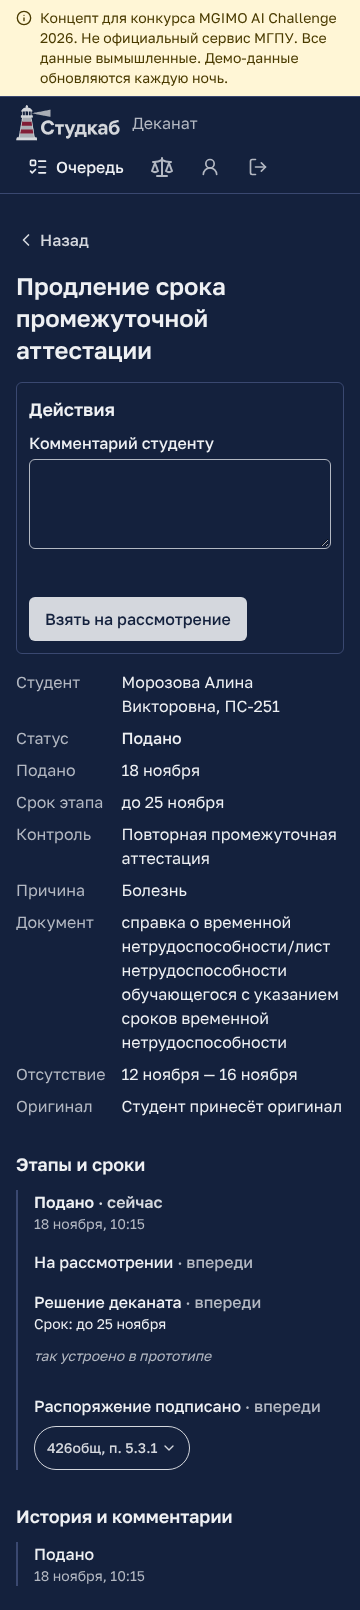 Концепт для конкурса MGIMO AI Challenge
2026. Не официальный сервис МГПУ. Все
данные вымышленные. Демо-данные
обновляются каждую ночь.
Студкаб Деканат
Очередь
Назад
Продление срока
промежуточной
аттестации
Действия
Комментарий студенту
Взять на рассмотрение
Студент Морозова Алина
Викторовна, ПС-251
Статус Подано
Подано 18 ноября
Срок этапа до 25 ноября
Контроль Повторная промежуточная
аттестация
Причина Болезнь
Документ справка о временной
нетрудоспособности/лист
нетрудоспособности
обучающегося с указанием
сроков временной
нетрудоспособности
Отсутствие 12 ноября — 16 ноября
Оригинал Студент принесёт оригинал
Этапы и сроки
Подано · сейчас
18 ноября, 10:15
На рассмотрении · впереди
Решение деканата · впереди
Срок: до 25 ноября
так устроено в прототипе
Распоряжение подписано · впереди
426общ, п. 5.3.1
История и комментарии
Подано
18 ноября, 10:15